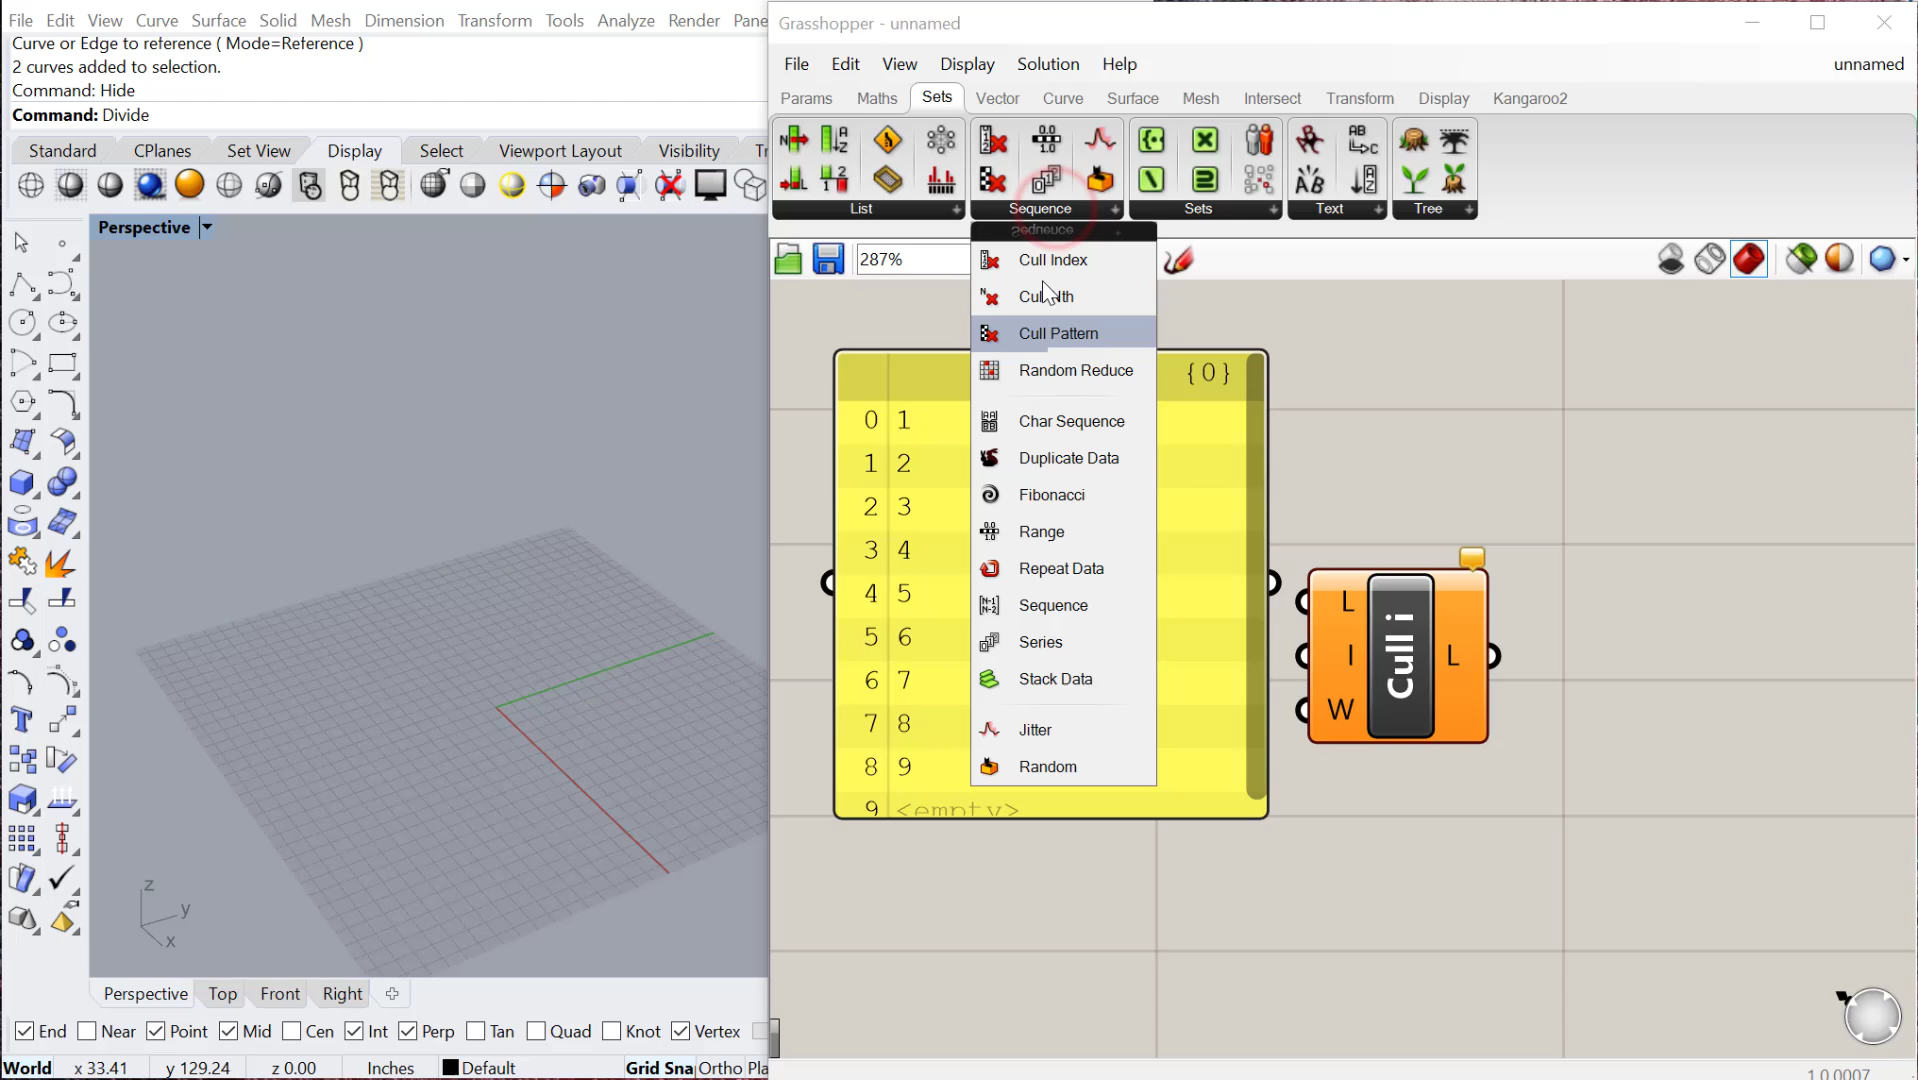 File Edit View Curve Surface Solid Mesh Dimension Transform Tools Analyze Render Pane
Curve or Edge to reference ( Mode=Reference )
2 curves added to selection.
Command: Hide
Command: Divide
Standard CPlanes Set View Display Select Viewport Layout Visibility
Perspective
z
y
x
Perspective Top Front Right
End Near Point Mid Cen Int Perp Tan Quad Knot Vertex
World x 33.41 y 129.24 z 0.00 Inches Default Grid Sna Ortho Pla
Grasshopper - unnamed
File Edit View Display Solution Help unnamed
Params Maths Sets Vector Curve Surface Mesh Intersect Transform Display Kangaroo2
List Sequence Sets Text Tree
287%
Sequence
Cull Index
Cull Nth
Cull Pattern
Random Reduce
Char Sequence
Duplicate Data
Fibonacci
Range
Repeat Data
Sequence
Series
Stack Data
Jitter
Random
{0}
0 1
1 2
2 3
3 4
4 5
5 6
6 7
7 8
8 9
9 <empty>
L
I
W
Cull i
L
1.0.0007